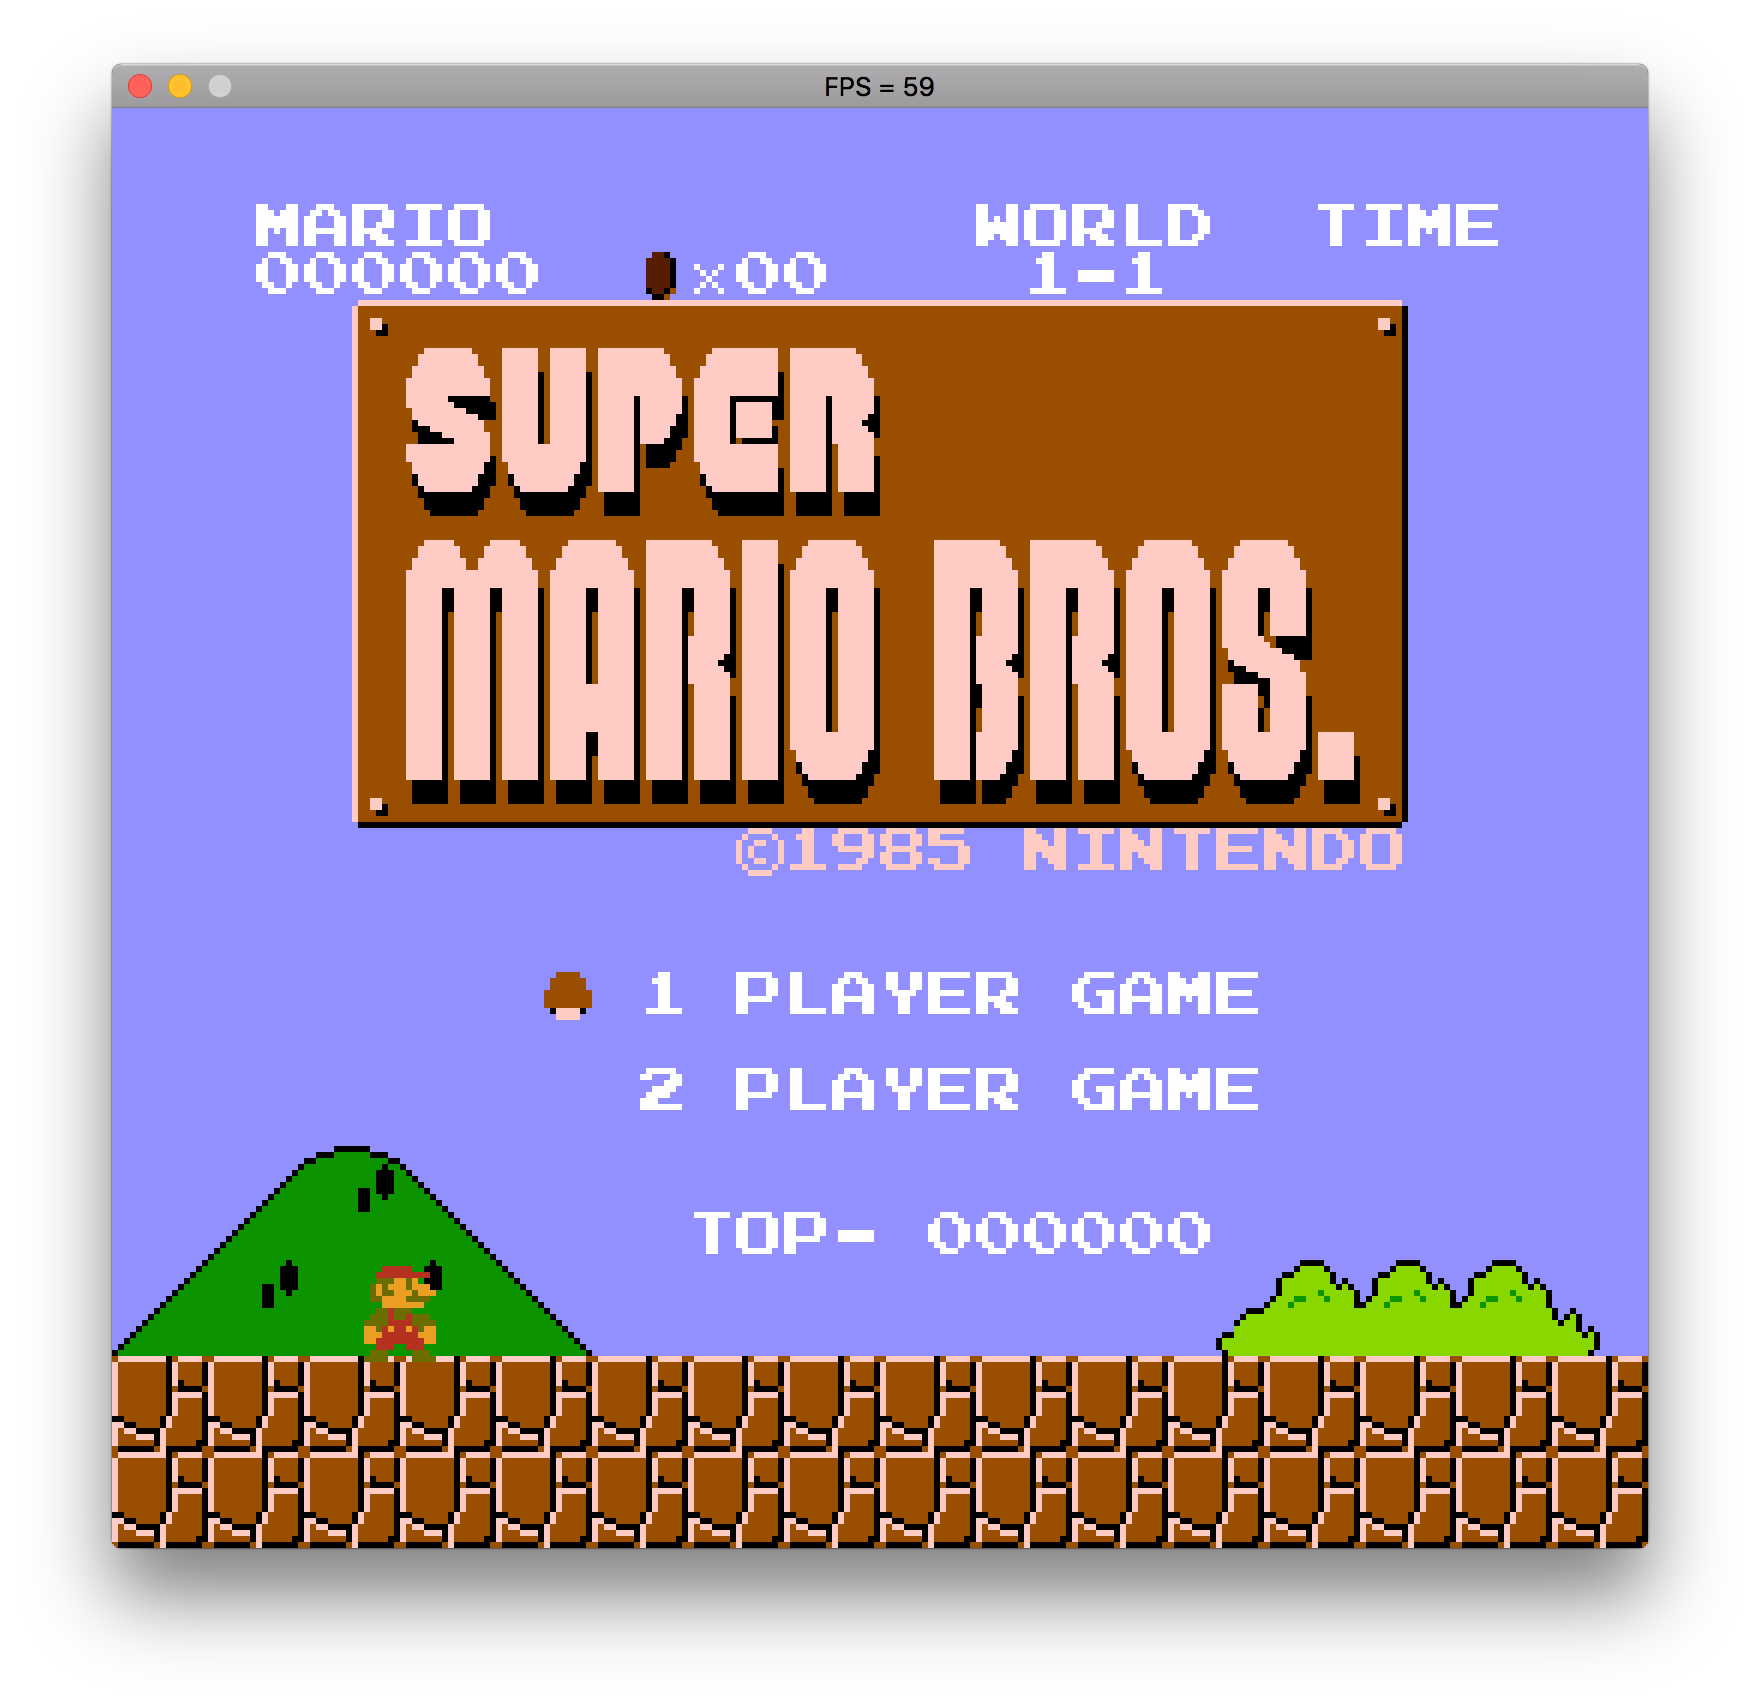 FPS = 59
MARIO WORLD TIME
000000 x00 1-1
SUPER
MARIO BROS.
©1985 NINTENDO
1 PLAYER GAME
2 PLAYER GAME
TOP- 000000